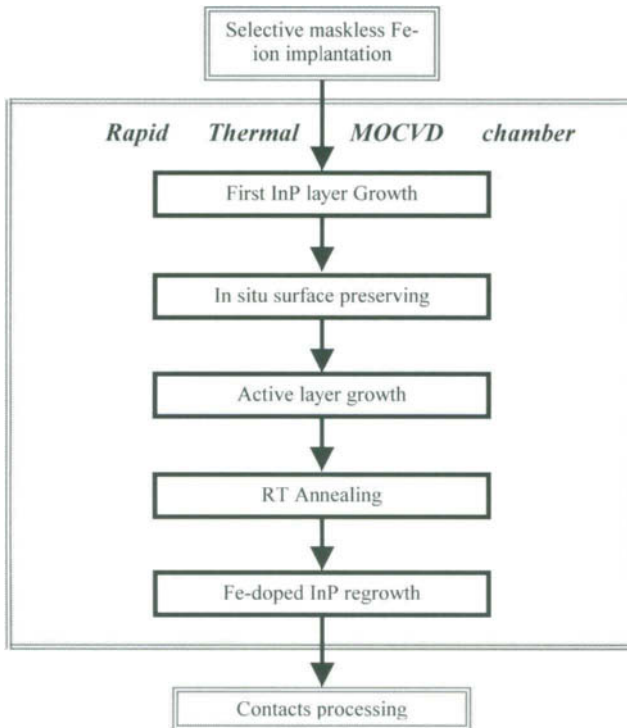 Selective maskless Fe-
ion implantation
Rapid Thermal MOCVD chamber
First InP layer Growth
In situ surface preserving
Active layer growth
RT Annealing
Fe-doped InP regrowth
Contacts processing